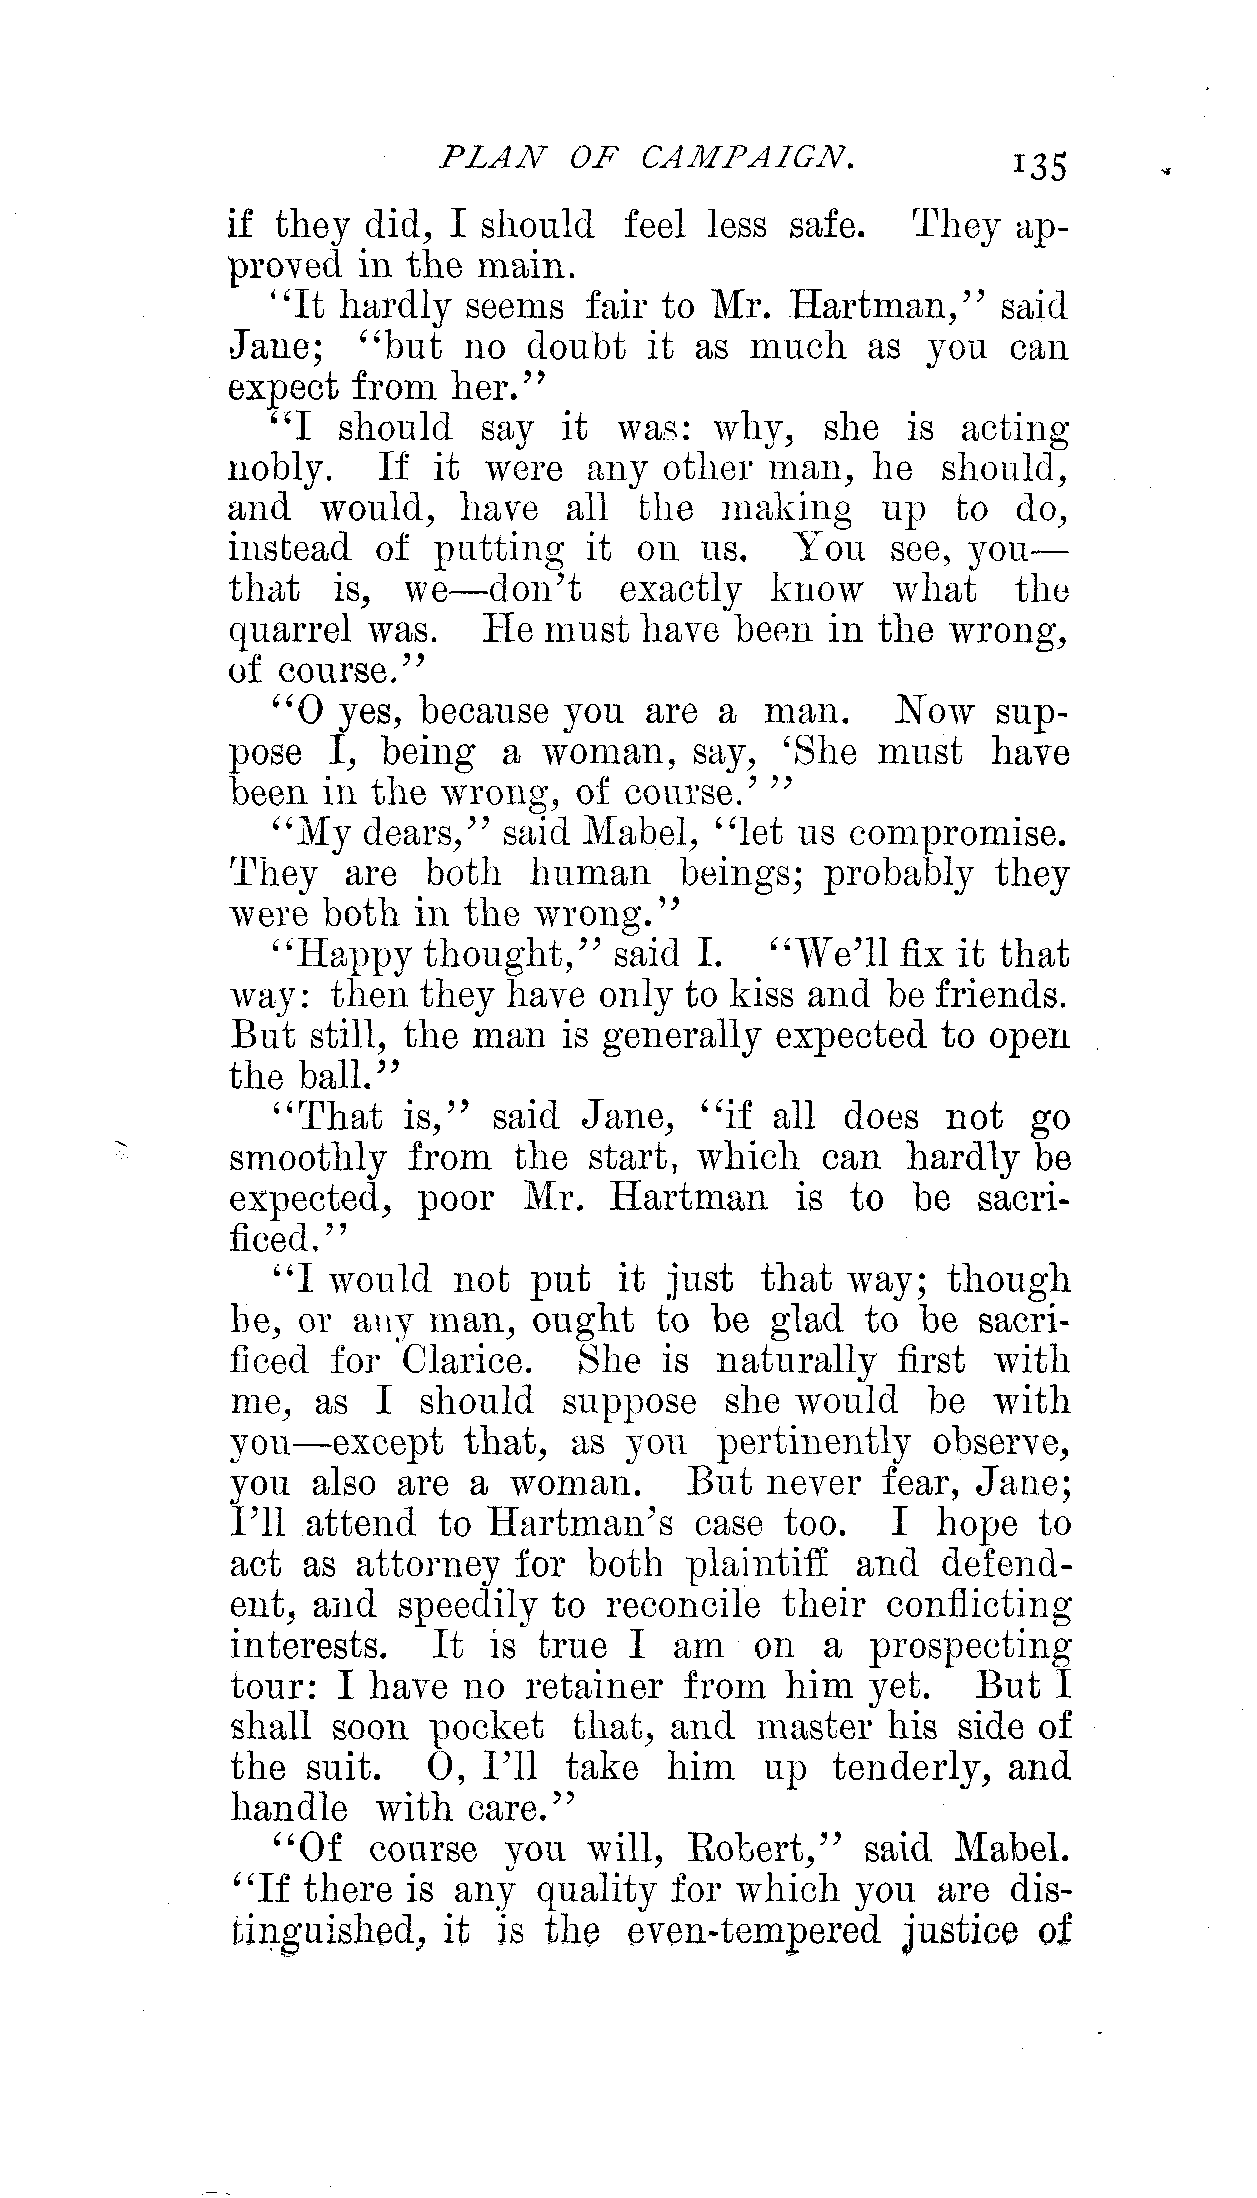 PLAN OF CAMPAIGN. 135
if they did, I should feel less safe. They ap-
proved in the main.
"It hardly seems fair to Mr. Hartman," said
Jane; "but no doubt it as much as you can
expect from her."
"I should say it was: why, she is acting
nobly. If it were any other man, he should,
and would, have all the making up to do,
instead of putting it on us. You see, you—
that is, we—don't exactly know what the
quarrel was. He must have been in the wrong,
of course."
"O yes, because you are a man. Now sup-
pose I, being a woman, say, 'She must have
been in the wrong, of course.' "
"My dears," said Mabel, "let us compromise.
They are both human beings; probably they
were both in the wrong."
"Happy thought," said I. "We'll fix it that
way: then they have only to kiss and be friends.
But still, the man is generally expected to open
the ball."
"That is," said Jane, "if all does not go
smoothly from the start, which can hardly be
expected, poor Mr. Hartman is to be sacri-
ficed."
"I would not put it just that way; though
he, or any man, ought to be glad to be sacri-
ficed for Clarice. She is naturally first with
me, as I should suppose she would be with
you—except that, as you pertinently observe,
you also are a woman. But never fear, Jane;
I'll attend to Hartman's case too. I hope to
act as attorney for both plaintiff and defend-
ent, and speedily to reconcile their conflicting
interests. It is true I am on a prospecting
tour: I have no retainer from him yet. But I
shall soon pocket that, and master his side of
the suit. O, I'll take him up tenderly, and
handle with care."
"Of course you will, Robert," said Mabel.
"If there is any quality for which you are dis-
tinguished, it is the even-tempered justice of